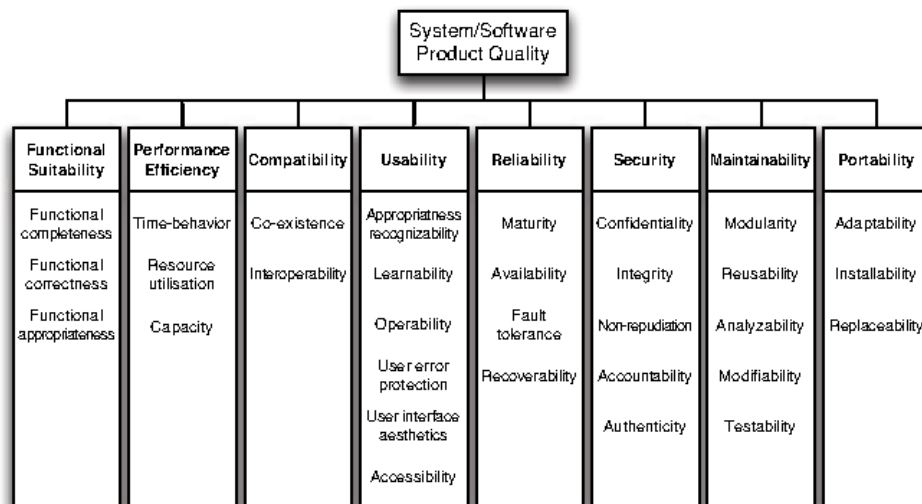 System/Software
Product Quality
Functional
Suitability
Performance
Efficiency
Compatibility
Usability
Reliability
Security
Maintainability
Portability
Functional
completeness
Functional
correctness
Functional
appropriateness
Time-behavior
Resource
utilisation
Capacity
Co-existence
Interoperability
Appropriatness
recognizability
Learnability
Operability
User error
protection
User interface
aesthetics
Accessibility
Maturity
Availability
Fault
tolerance
Recoverability
Confidentiality
Integrity
Non-repudiation
Accountability
Authenticity
Modularity
Reusability
Analyzability
Modifiability
Testability
Adaptability
Installability
Replaceability